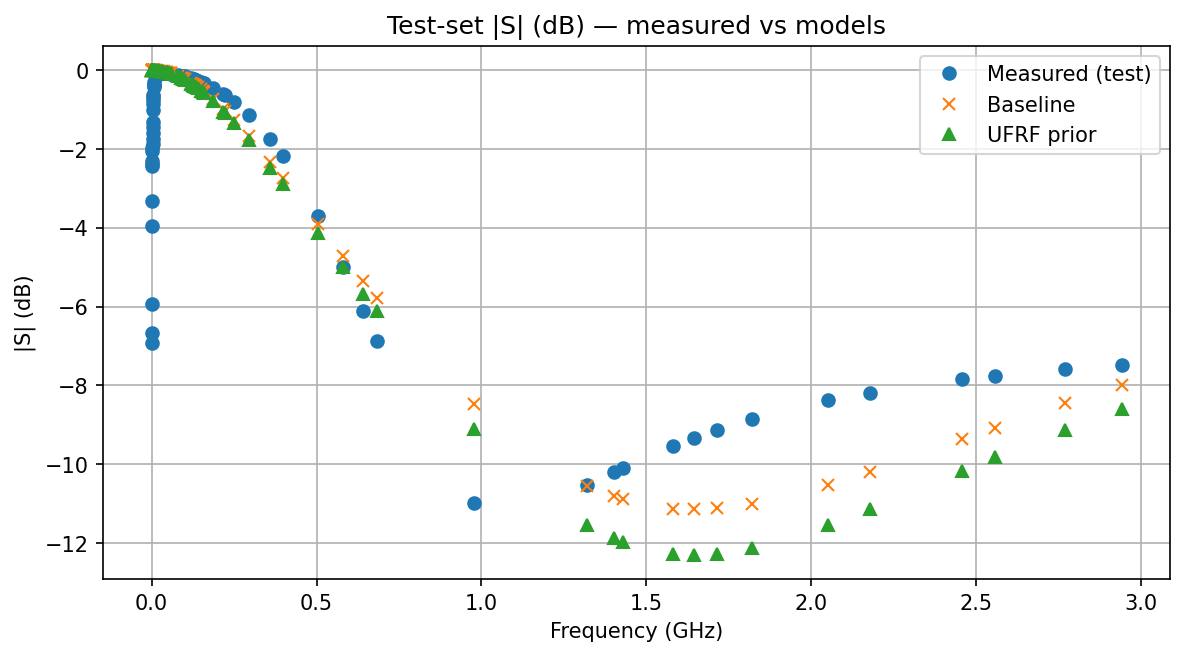 Test-set |S| (dB) — measured vs models
Measured (test)
Baseline
UFRF prior
|S| (dB)
0
−2
−4
−6
−8
−10
−12
0.0 0.5 1.0 1.5 2.0 2.5 3.0
Frequency (GHz)